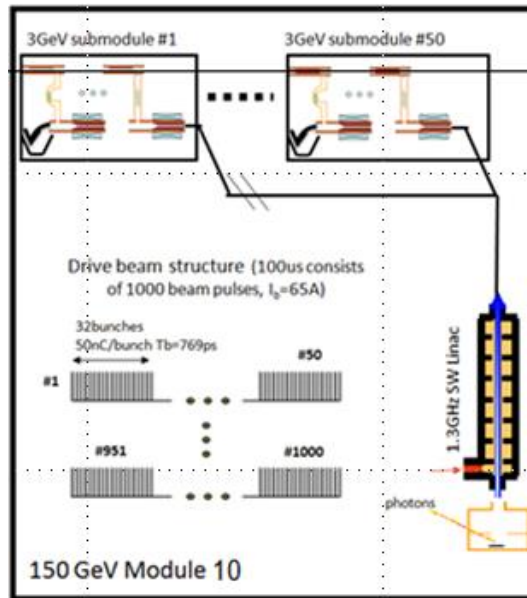 3GeV submodule #1
3GeV submodule #50
Drive beam structure (100us consists
of 1000 beam pulses, Ib=65A)
32bunches
50nC/bunch Tb=769ps
#1
#50
#951
#1000
1.3GHz SW Linac
photons
150 GeV Module 10